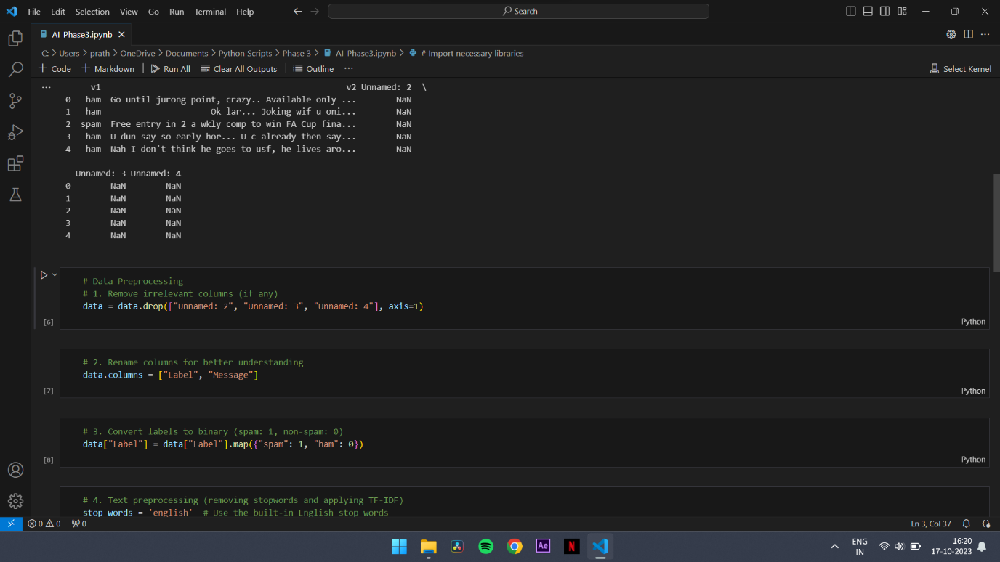 File Edit Selection View Go Run Terminal Help Search
AI_Phase3.ipynb
C: > Users > prath > OneDrive > Documents > Python Scripts > Phase 3 > AI_Phase3.ipynb > # Import necessary libraries
+ Code + Markdown | Run All Clear All Outputs | Outline ... Select Kernel
... v1 v2 Unnamed: 2 \
0 ham Go until jurong point, crazy.. Available only ... NaN
1 ham Ok lar... Joking wif u oni... NaN
2 spam Free entry in 2 a wkly comp to win FA Cup fina... NaN
3 ham U dun say so early hor... U c already then say... NaN
4 ham Nah I don't think he goes to usf, he lives aro... NaN
Unnamed: 3 Unnamed: 4
0 NaN NaN
1 NaN NaN
2 NaN NaN
3 NaN NaN
4 NaN NaN
# Data Preprocessing
# 1. Remove irrelevant columns (if any)
data = data.drop(["Unnamed: 2", "Unnamed: 3", "Unnamed: 4"], axis=1)
[6] Python
# 2. Rename columns for better understanding
data.columns = ["Label", "Message"]
[7] Python
# 3. Convert labels to binary (spam: 1, non-spam: 0)
data["Label"] = data["Label"].map({"spam": 1, "ham": 0})
[8] Python
# 4. Text preprocessing (removing stopwords and applying TF-IDF)
stop_words = 'english' # Use the built-in English stop words
0 0 0 Ln 3, Col 37
Ae N ENG 16:20
IN 17-10-2023